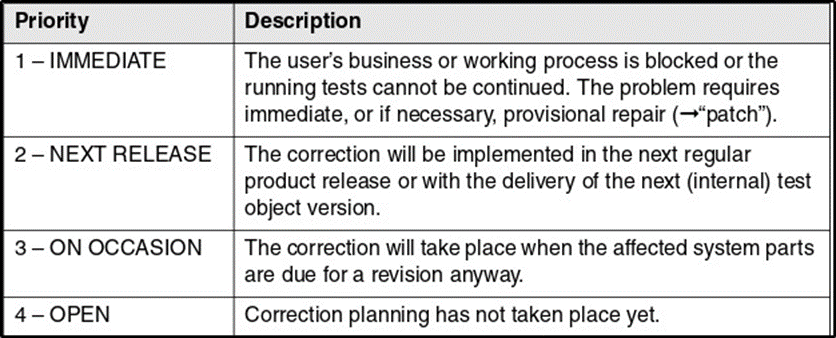 Priority Description
1 – IMMEDIATE The user's business or working process is blocked or the
running tests cannot be continued. The problem requires
immediate, or if necessary, provisional repair (→“patch”).
2 – NEXT RELEASE The correction will be implemented in the next regular
product release or with the delivery of the next (internal) test
object version.
3 – ON OCCASION The correction will take place when the affected system parts
are due for a revision anyway.
4 – OPEN Correction planning has not taken place yet.